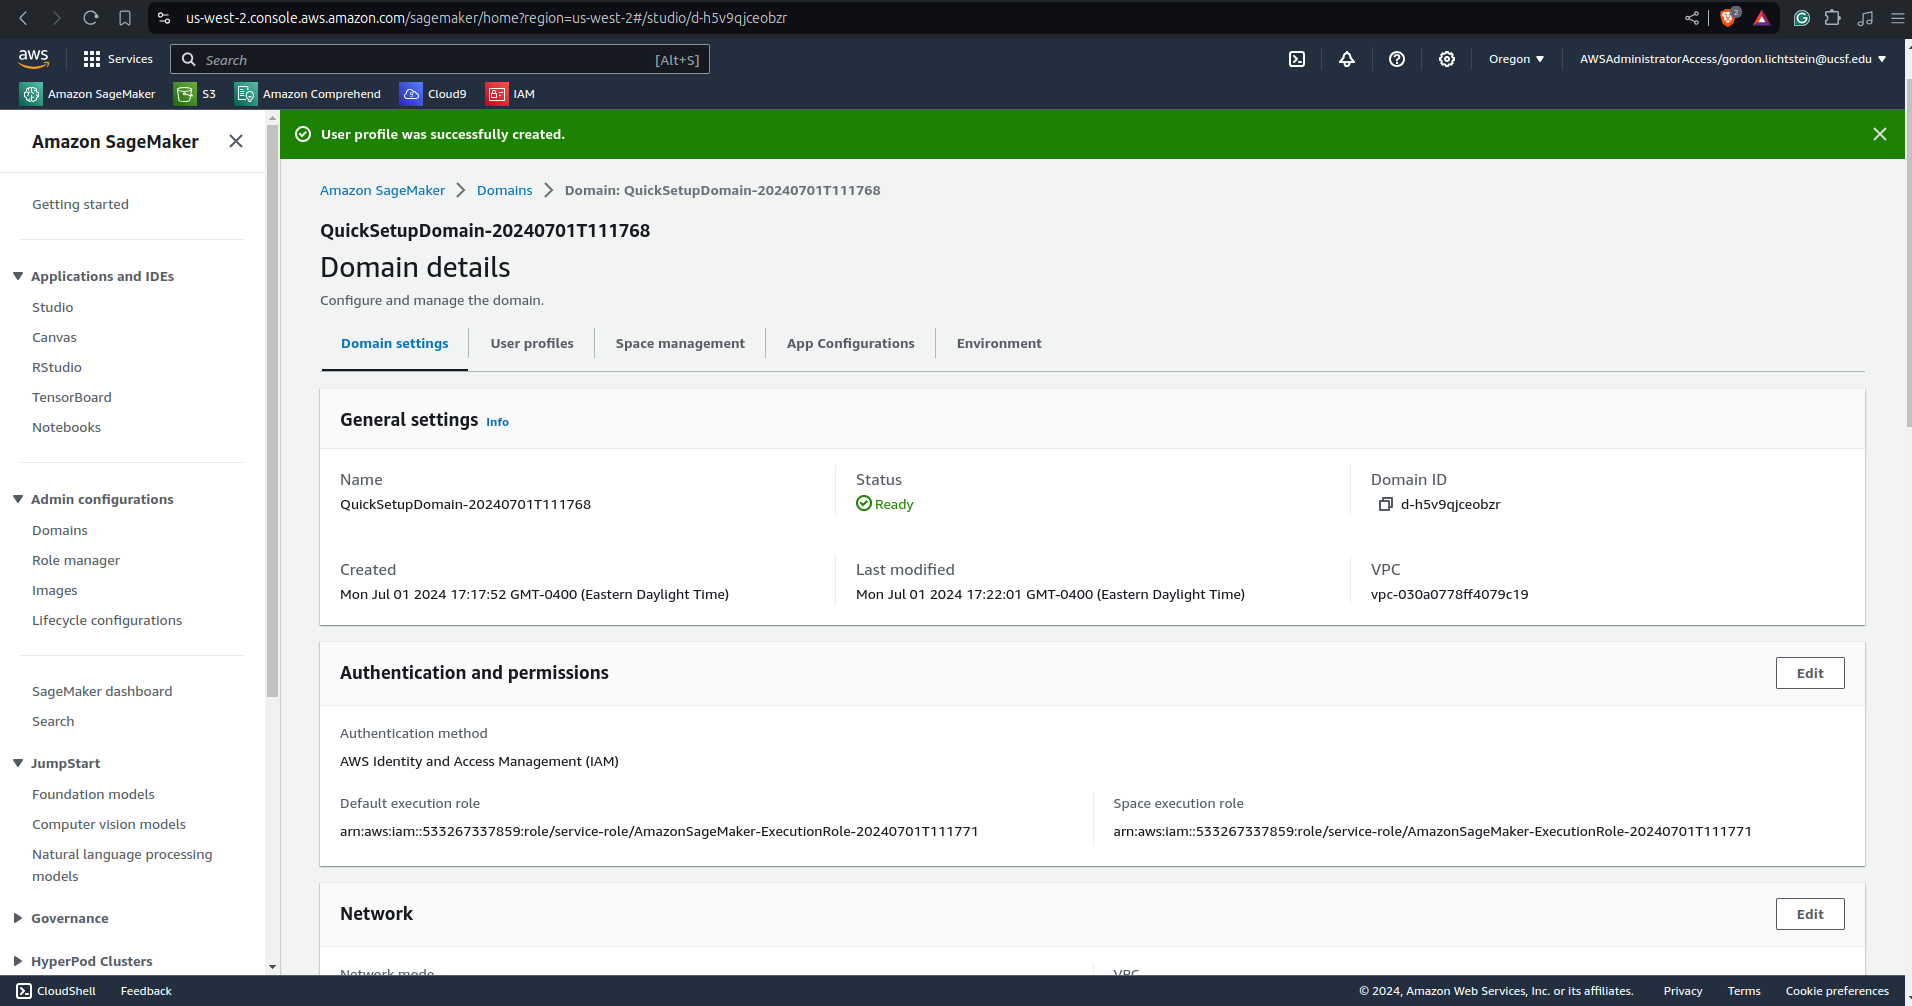 us-west-2.console.aws.amazon.com/sagemaker/home?region=us-west-2#/studio/d-h5v9qjceobzr
2
aws
Services
Search
[Alt+S]
Oregon
AWSAdministratorAccess/gordon.lichtstein@ucsf.edu
Amazon SageMaker
S3
Amazon Comprehend
Cloud9
IAM
Amazon SageMaker
Getting started
Applications and IDEs
Studio
Canvas
RStudio
TensorBoard
Notebooks
Admin configurations
Domains
Role manager
Images
Lifecycle configurations
SageMaker dashboard
Search
JumpStart
Foundation models
Computer vision models
Natural language processing
models
Governance
HyperPod Clusters
User profile was successfully created.
Amazon SageMaker
Domains
Domain: QuickSetupDomain-20240701T111768
QuickSetupDomain-20240701T111768
Domain details
Configure and manage the domain.
Domain settings
User profiles
Space management
App Configurations
Environment
General settings Info
Name
QuickSetupDomain-20240701T111768
Status
Ready
Domain ID
d-h5v9qjceobzr
Created
Mon Jul 01 2024 17:17:52 GMT-0400 (Eastern Daylight Time)
Last modified
Mon Jul 01 2024 17:22:01 GMT-0400 (Eastern Daylight Time)
VPC
vpc-030a0778ff4079c19
Authentication and permissions
Edit
Authentication method
AWS Identity and Access Management (IAM)
Default execution role
arn:aws:iam::533267337859:role/service-role/AmazonSageMaker-ExecutionRole-20240701T111771
Space execution role
arn:aws:iam::533267337859:role/service-role/AmazonSageMaker-ExecutionRole-20240701T111771
Network
Edit
Network mode
VPC
CloudShell
Feedback
© 2024, Amazon Web Services, Inc. or its affiliates.
Privacy
Terms
Cookie preferences